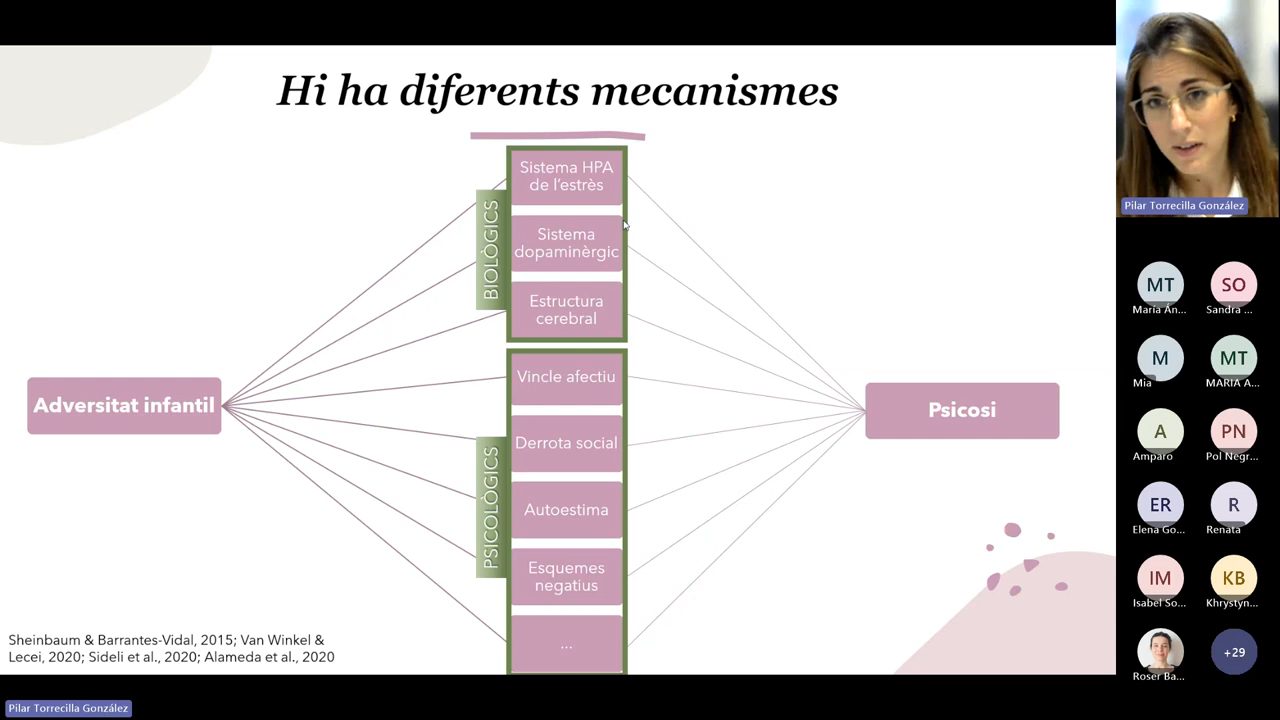 Hi ha diferents mecanismes
BIOLÒGICS
Sistema HPA
de l'estrès
Sistema
dopaminèrgic
Estructura
cerebral
Adversitat infantil
Psicosi
PSICOLÒGICS
Vincle afectiu
Derrota social
Autoestima
Esquemes
negatius
...
Sheinbaum & Barrantes-Vidal, 2015; Van Winkel &
Lecei, 2020; Sideli et al., 2020; Alameda et al., 2020
Pilar Torrecilla González
Pilar Torrecilla González
MT
María Án...
SO
Sandra ...
M
Mia
MT
MARIA A...
A
Amparo
PN
Pol Negr...
ER
Elena Go...
R
Renata
IM
Isabel So...
KB
Khrystyn...
Roser Ba...
+29